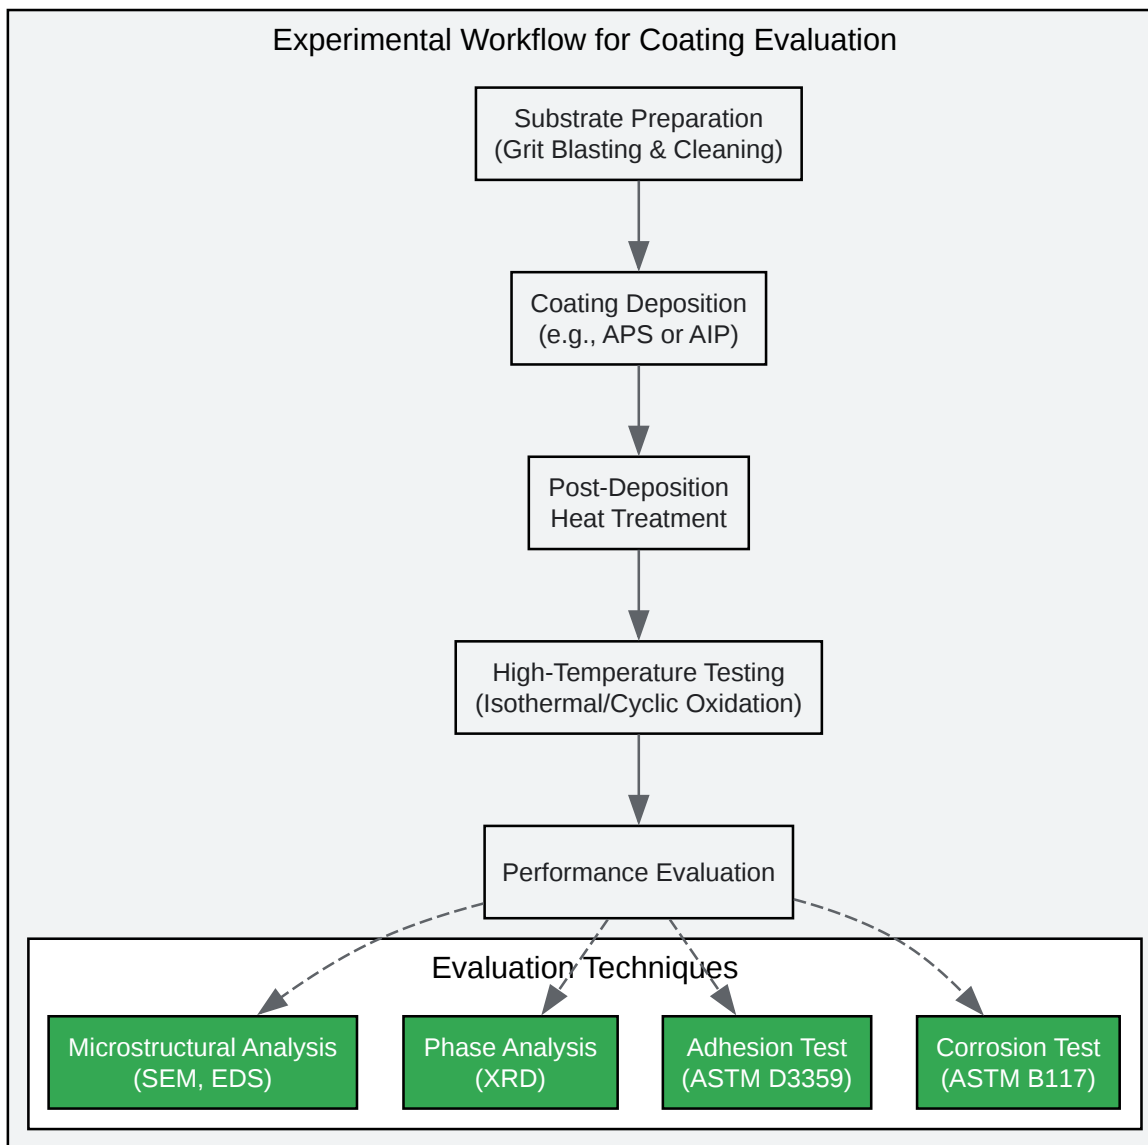 Experimental Workflow for Coating Evaluation
Substrate Preparation
(Grit Blasting & Cleaning)
Coating Deposition
(e.g., APS or AIP)
Post-Deposition
Heat Treatment
High-Temperature Testing
(Isothermal/Cyclic Oxidation)
Performance Evaluation
Evaluation Techniques
Microstructural Analysis
(SEM, EDS)
Phase Analysis
(XRD)
Adhesion Test
(ASTM D3359)
Corrosion Test
(ASTM B117)